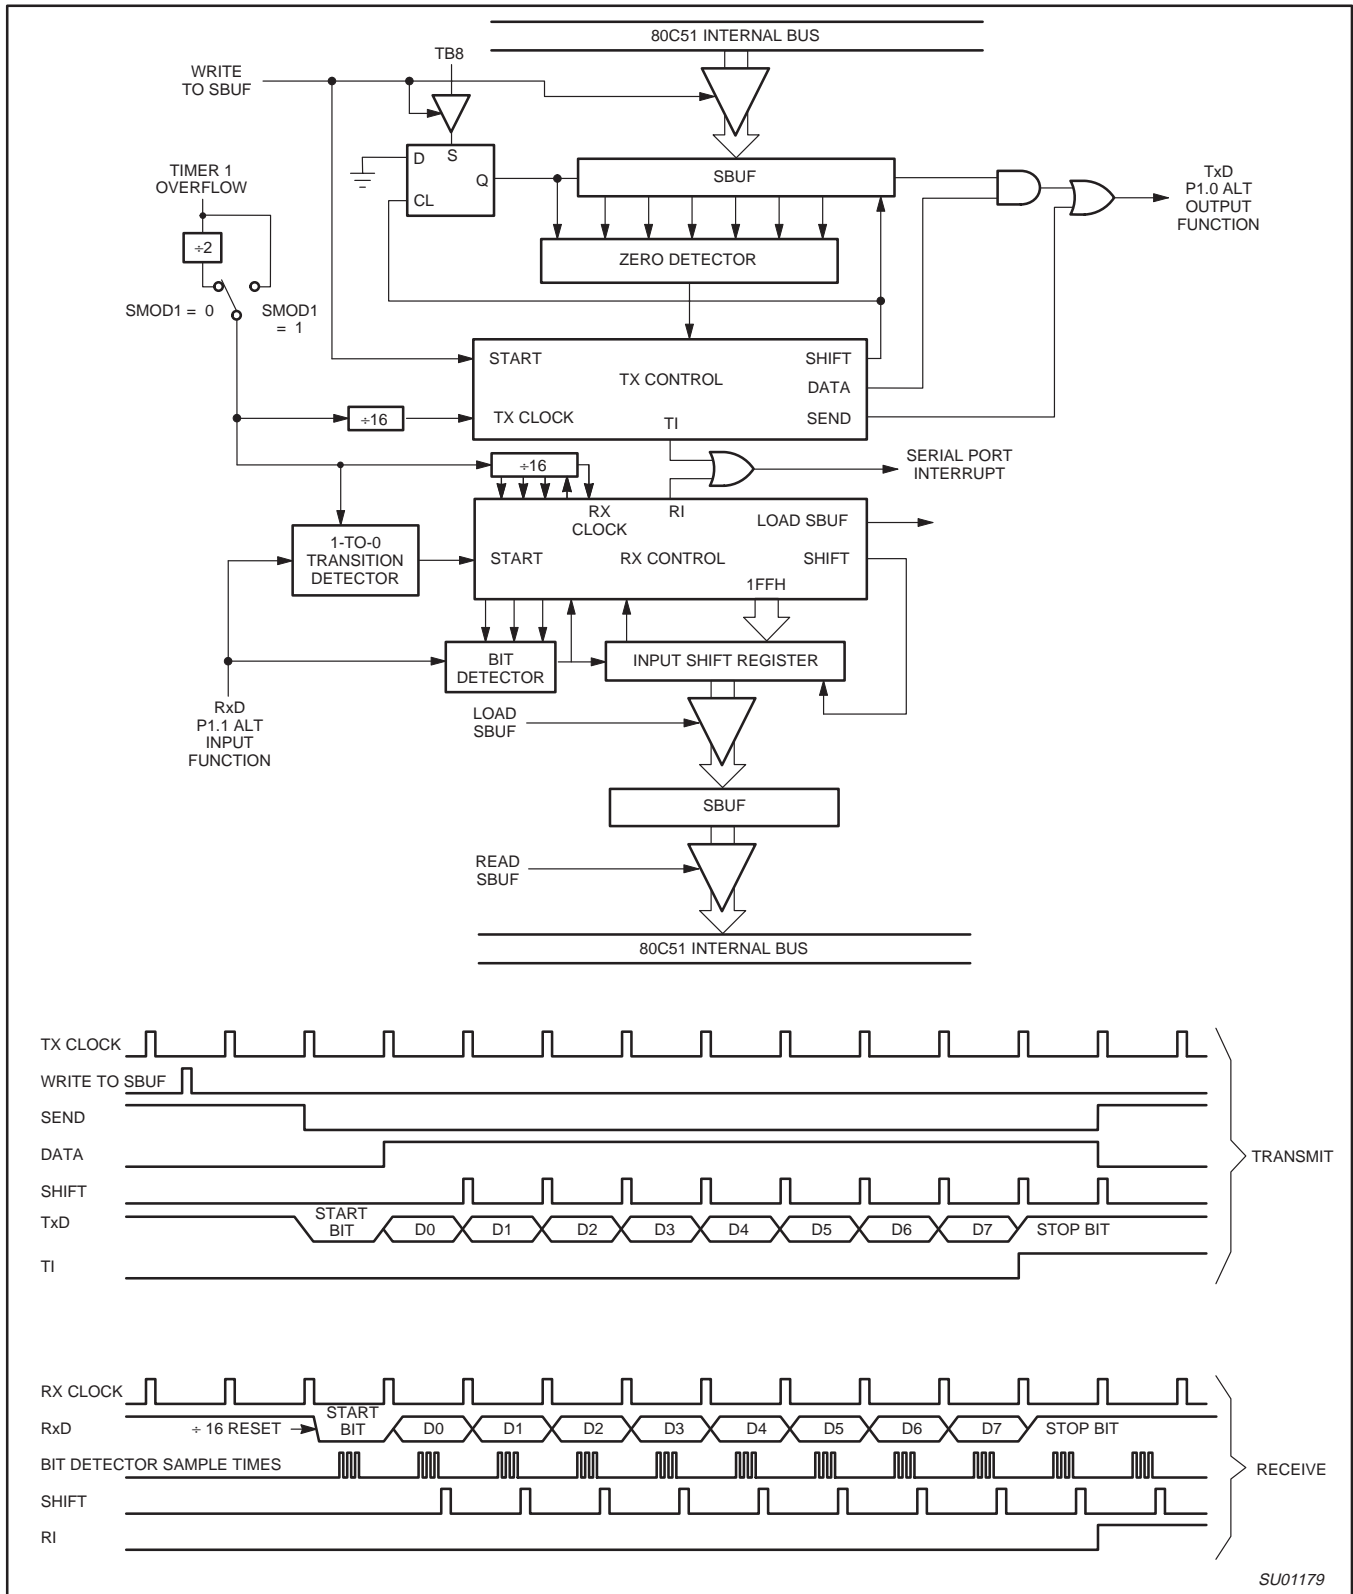 80C51 INTERNAL BUS
TB8
WRITE
TO SBUF
D
S
Q
CL
SBUF
TxD
P1.0 ALT
OUTPUT
FUNCTION
TIMER 1
OVERFLOW
÷2
ZERO DETECTOR
SMOD1 = 0
SMOD1
= 1
START
SHIFT
TX CONTROL
DATA
TX CLOCK
TI
SEND
÷16
SERIAL PORT
INTERRUPT
÷16
RX
CLOCK
RI
LOAD SBUF
1-TO-0
TRANSITION
DETECTOR
START
RX CONTROL
SHIFT
1FFH
BIT
DETECTOR
INPUT SHIFT REGISTER
RxD
P1.1 ALT
INPUT
FUNCTION
LOAD
SBUF
SBUF
READ
SBUF
80C51 INTERNAL BUS
TX CLOCK
WRITE TO SBUF
SEND
DATA
TRANSMIT
SHIFT
TxD
START
BIT
D0 D1 D2 D3 D4 D5 D6 D7 STOP BIT
TI
RX CLOCK
RxD
÷ 16 RESET
START
BIT
D0 D1 D2 D3 D4 D5 D6 D7 STOP BIT
BIT DETECTOR SAMPLE TIMES
RECEIVE
SHIFT
RI
SU01179